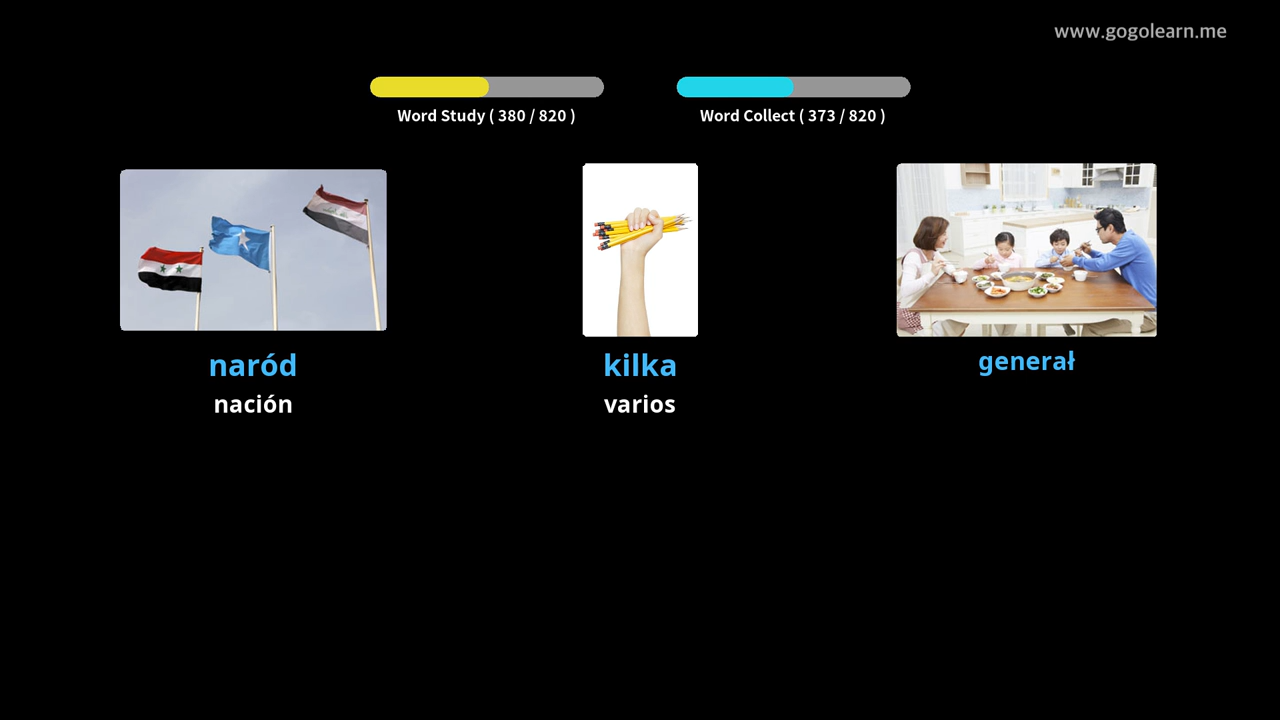 www.gogolearn.me
Word Study ( 380 / 820 )
Word Collect ( 373 / 820 )
naród
kilka
generał
nación
varios